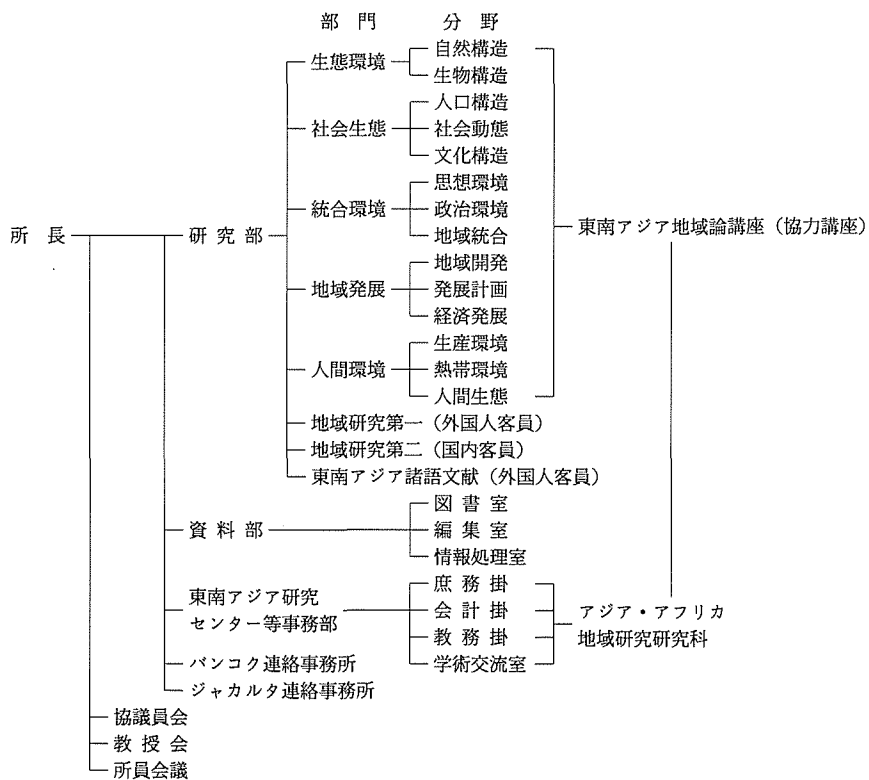 部 門 分 野
生態環境
自然構造
生物構造
社会生態
人口構造
社会動態
文化構造
統合環境
思想環境
政治環境
地域統合
東南アジア地域論講座（協力講座）
所 長
研 究 部
地域発展
地域開発
発展計画
経済発展
人間環境
生産環境
熱帯環境
人間生態
地域研究第一（外国人客員）
地域研究第二（国内客員）
東南アジア諸語文献（外国人客員）
資 料 部
図 書 室
編 集 室
情報処理室
東南アジア研究
センター等事務部
庶 務 掛
会 計 掛
教 務 掛
学術交流室
アジア・アフリカ
地域研究研究科
バンコク連絡事務所
ジャカルタ連絡事務所
協議員会
教 授 会
所員会議